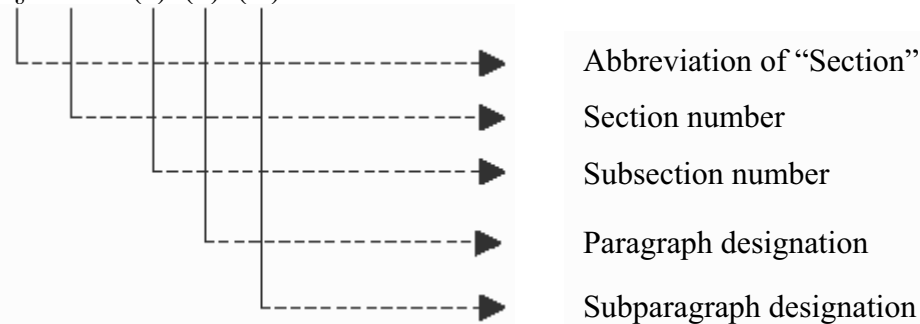 Abbreviation of “Section”
Section number
Subsection number
Paragraph designation
Subparagraph designation